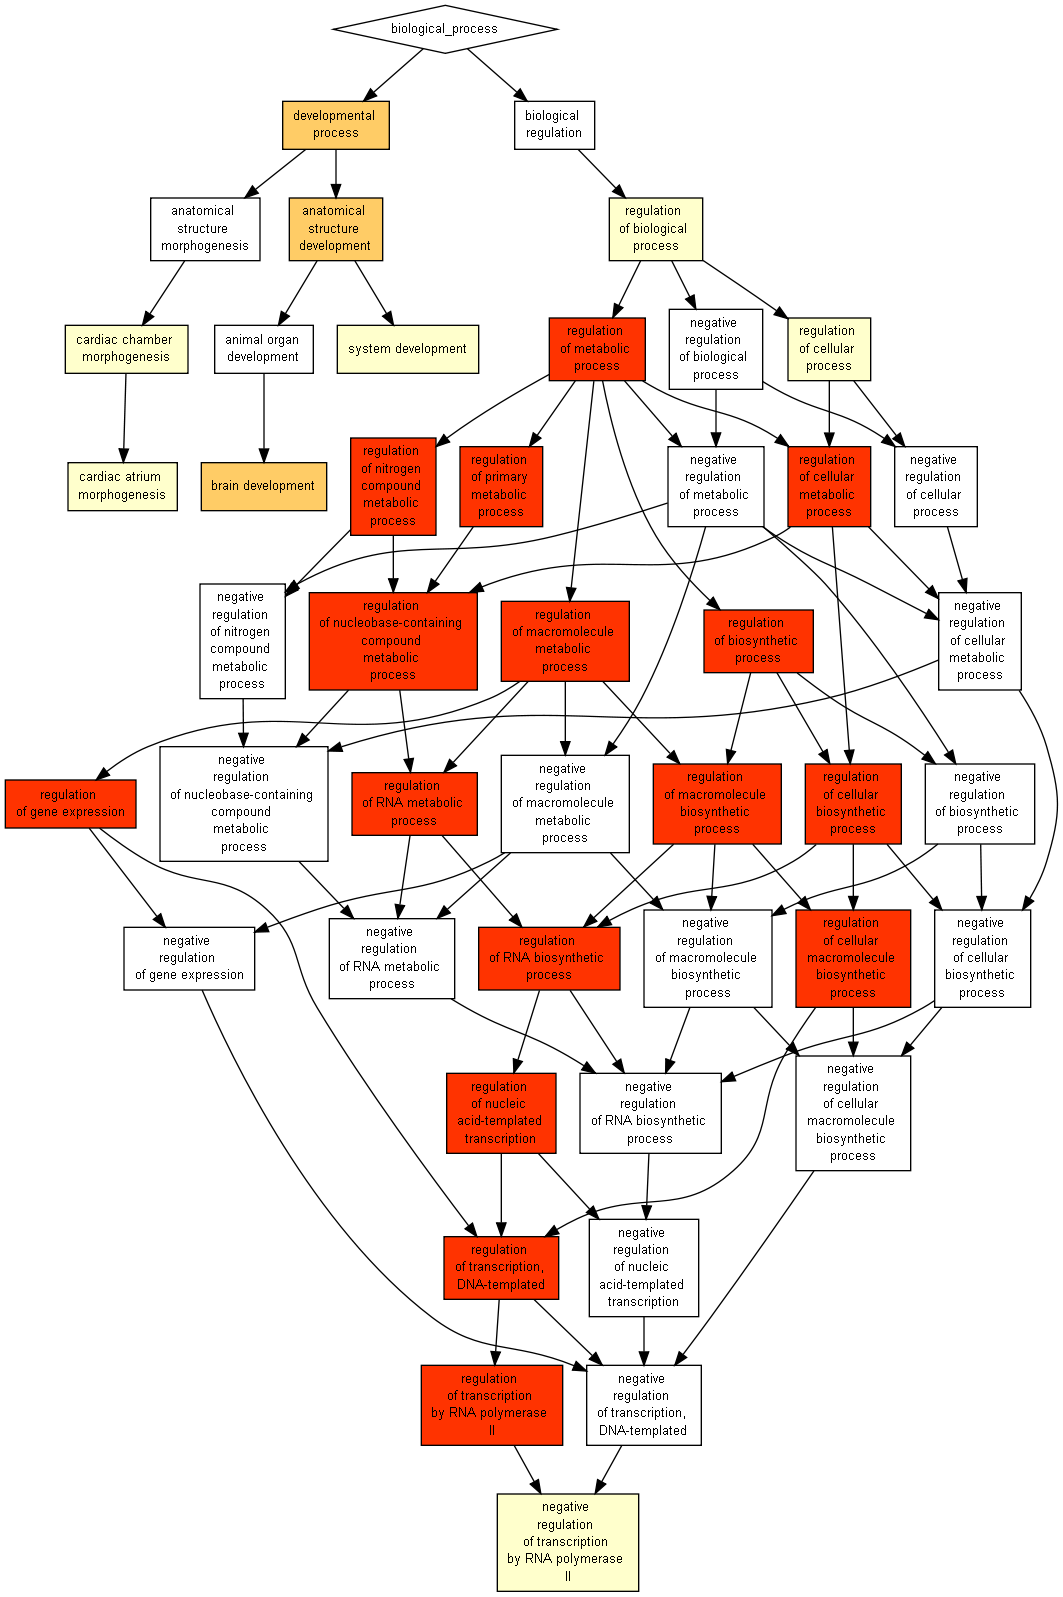 biological_process
developmental
process
biological
regulation
anatomical
structure
morphogenesis
anatomical
structure
development
regulation
of biological
process
cardiac chamber
morphogenesis
animal organ
development
system development
regulation
of metabolic
process
negative
regulation
of biological
process
regulation
of cellular
process
cardiac atrium
morphogenesis
brain development
regulation
of nitrogen
compound
metabolic
process
regulation
of primary
metabolic
process
negative
regulation
of metabolic
process
regulation
of cellular
metabolic
process
negative
regulation
of cellular
process
negative
regulation
of nitrogen
compound
metabolic
process
regulation
of nucleobase-containing
compound
metabolic
process
regulation
of macromolecule
metabolic
process
regulation
of biosynthetic
process
negative
regulation
of cellular
metabolic
process
regulation
of gene expression
negative
regulation
of nucleobase-containing
compound
metabolic
process
regulation
of RNA metabolic
process
negative
regulation
of macromolecule
metabolic
process
regulation
of macromolecule
biosynthetic
process
regulation
of cellular
biosynthetic
process
negative
regulation
of biosynthetic
process
negative
regulation
of gene expression
negative
regulation
of RNA metabolic
process
regulation
of RNA biosynthetic
process
negative
regulation
of macromolecule
biosynthetic
process
regulation
of cellular
macromolecule
biosynthetic
process
negative
regulation
of cellular
biosynthetic
process
regulation
of nucleic
acid-templated
transcription
negative
regulation
of RNA biosynthetic
process
negative
regulation
of cellular
macromolecule
biosynthetic
process
regulation
of transcription,
DNA-templated
negative
regulation
of nucleic
acid-templated
transcription
regulation
of transcription
by RNA polymerase
II
negative
regulation
of transcription,
DNA-templated
negative
regulation
of transcription
by RNA polymerase
II